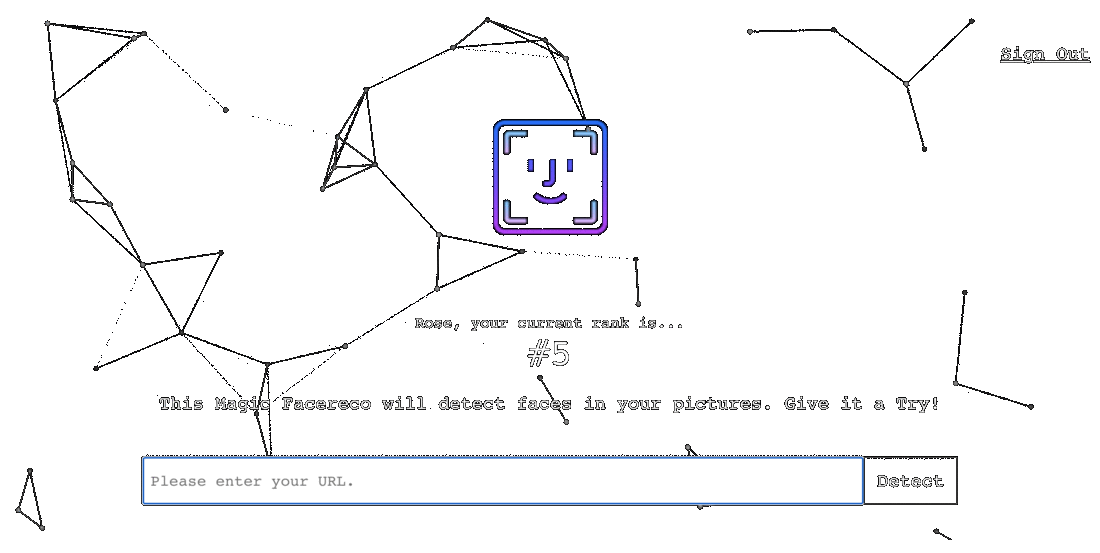 Sign Out
Rose, your current rank is...
#5
This Magic Facereco will detect faces in your pictures. Give it a Try!
Please enter your URL.
Detect